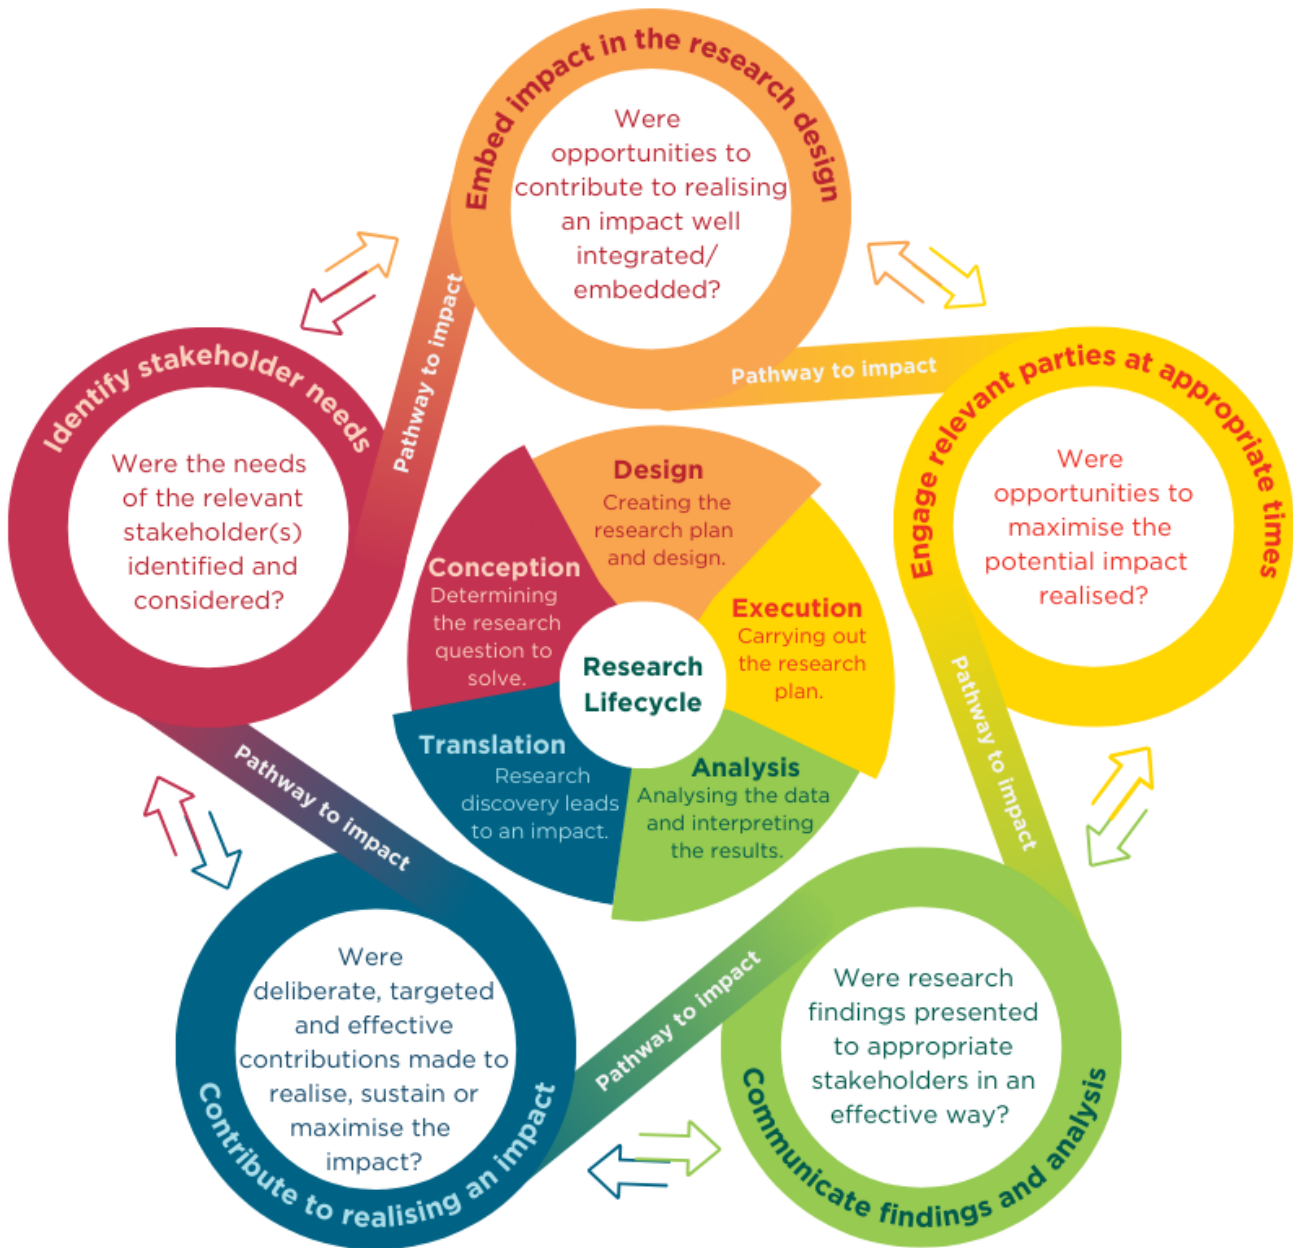 Embed impact in the research design
Were
opportunities to
contribute to realising
an impact well
integrated/
embedded?
Pathway to impact
Engage relevant parties at appropriate times
Were
opportunities to
maximise the
potential impact
realised?
Pathway to impact
Communicate findings and analysis
Were research
findings presented
to appropriate
stakeholders in an
effective way?
Pathway to impact
Contribute to realising an impact
Were
deliberate, targeted
and effective
contributions made to
realise, sustain or
maximise the
impact?
Pathway to impact
Identify stakeholder needs
Were the needs
of the relevant
stakeholder(s)
identified and
considered?
Pathway to impact
Research
Lifecycle
Conception
Determining
the research
question to
solve.
Design
Creating the
research plan
and design.
Execution
Carrying out
the research
plan.
Analysis
Analysing the data
and interpreting
the results.
Translation
Research
discovery leads
to an impact.